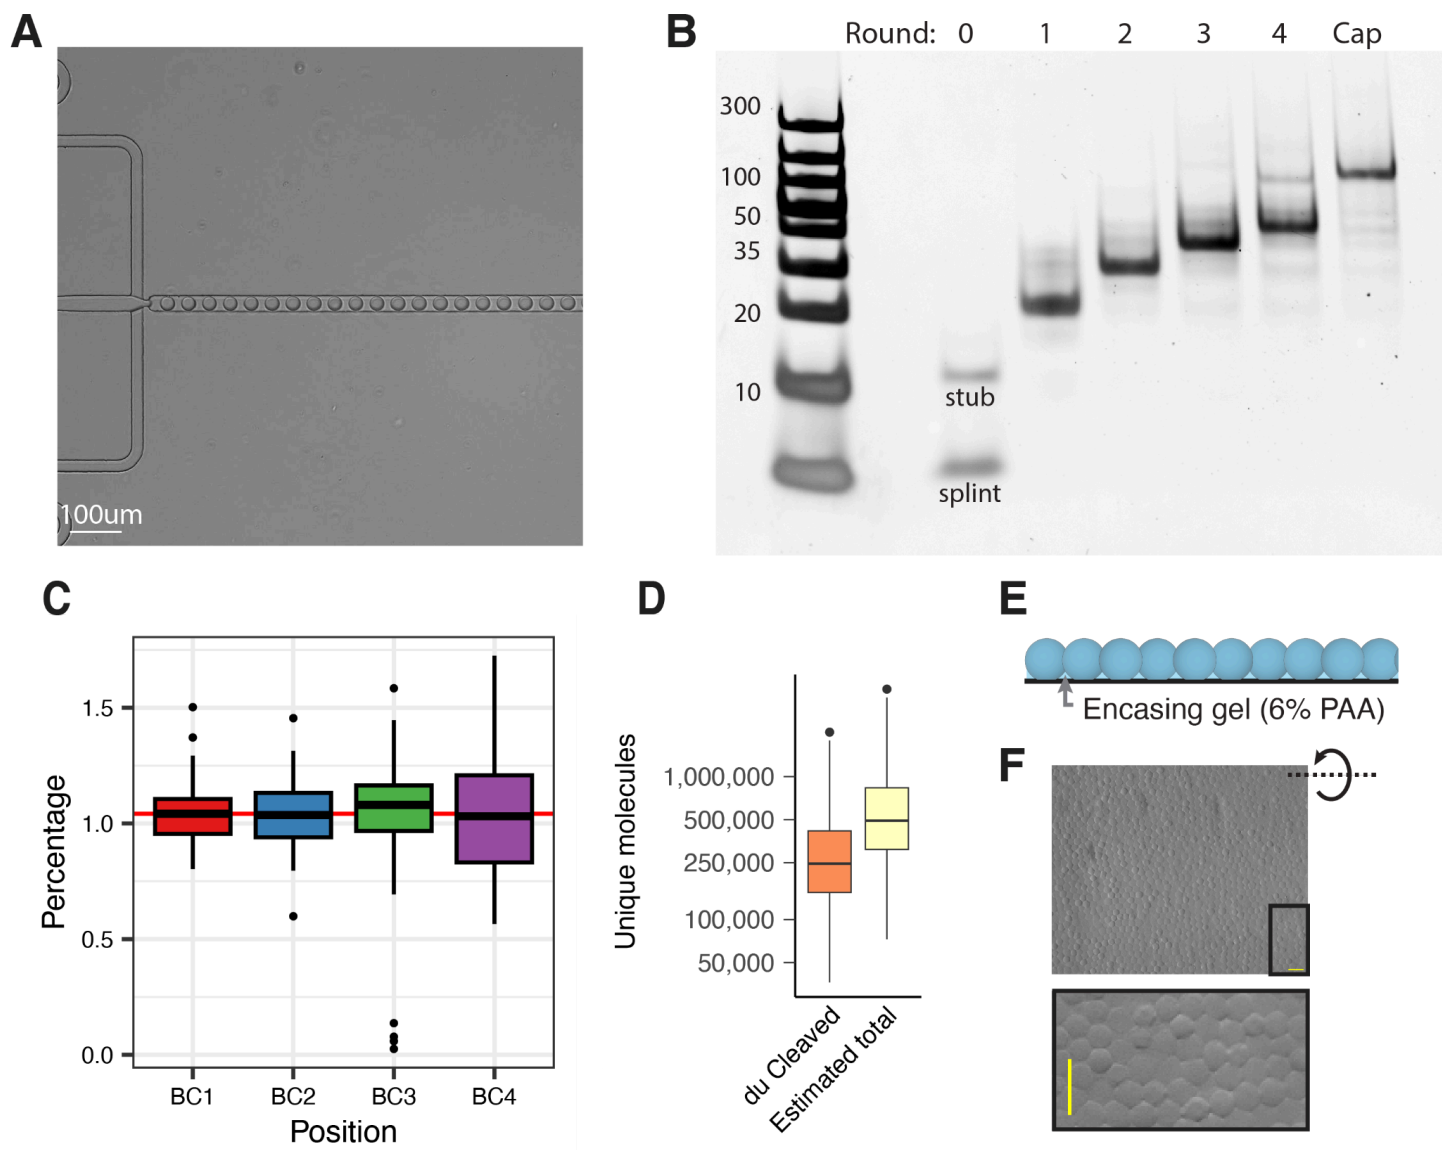 A
100um
B
Round: 0 1 2 3 4 Cap
300
100
50
35
20
10
stub
splint
C
Percentage
1.5
1.0
0.5
0.0
BC1 BC2 BC3 BC4
Position
D
Unique molecules
1,000,000
500,000
250,000
100,000
50,000
du Cleaved
Estimated total
E
Encasing gel (6% PAA)
F